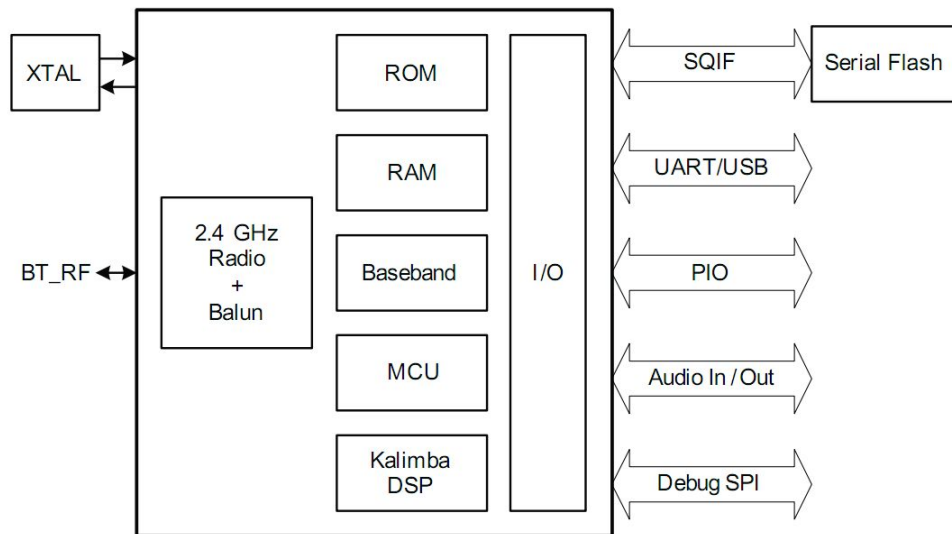 XTAL
BT_RF
2.4 GHz
Radio
+
Balun
ROM
RAM
Baseband
MCU
Kalimba
DSP
I/O
SQIF
UART/USB
PIO
Audio In/Out
Debug SPI
Serial Flash